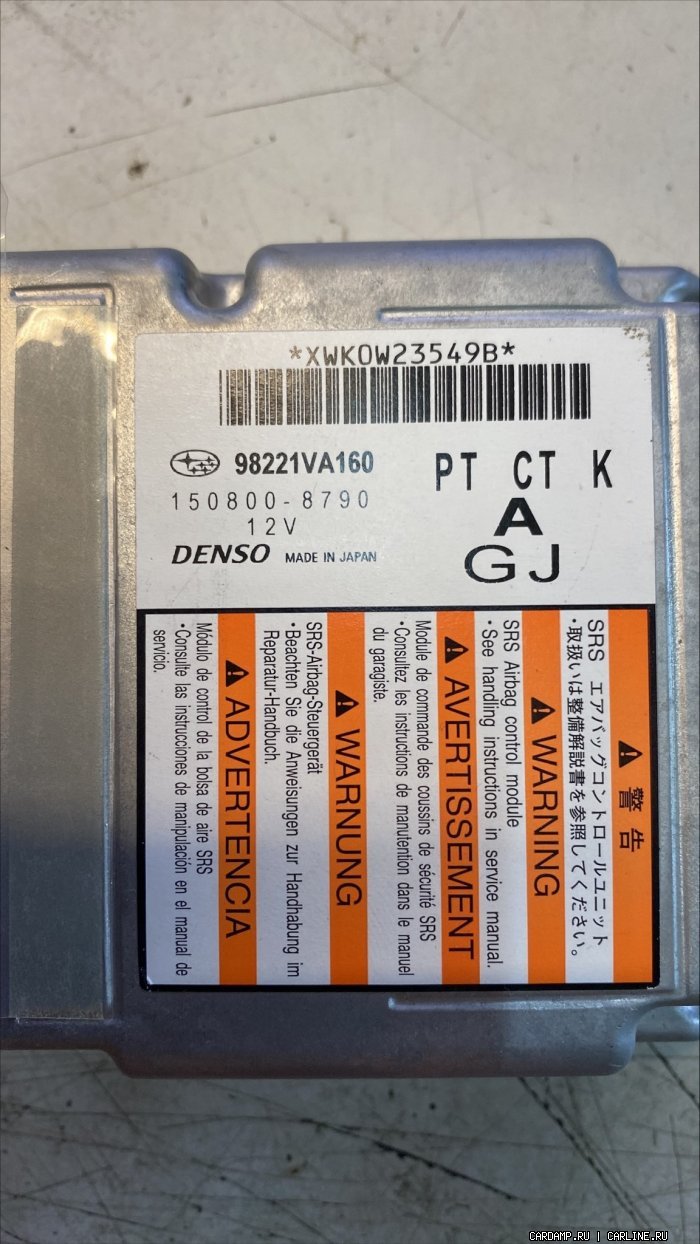 *XWK0W23549B*
98221VA160
PT CT K
150800-8790
A
12V
GJ
DENSO MADE IN JAPAN
警告
SRS エアバッグコントロールユニット
・取扱いは整備解説書を参照してください。
WARNING
SRS Airbag control module
・See handling instructions in service manual.
AVERTISSEMENT
Module de commande des coussins de sécurité SRS
・Consultez les instructions de manutention dans le manuel
du garagiste.
WARNUNG
SRS-Airbag-Steuergerät
・Beachten Sie die Anweisungen zur Handhabung im
Reparatur-Handbuch.
ADVERTENCIA
Módulo de control de la bolsa de aire SRS
・Consulte las instrucciones de manipulación en el manual de
servicio.
CARDAMP.RU | CARLINE.RU